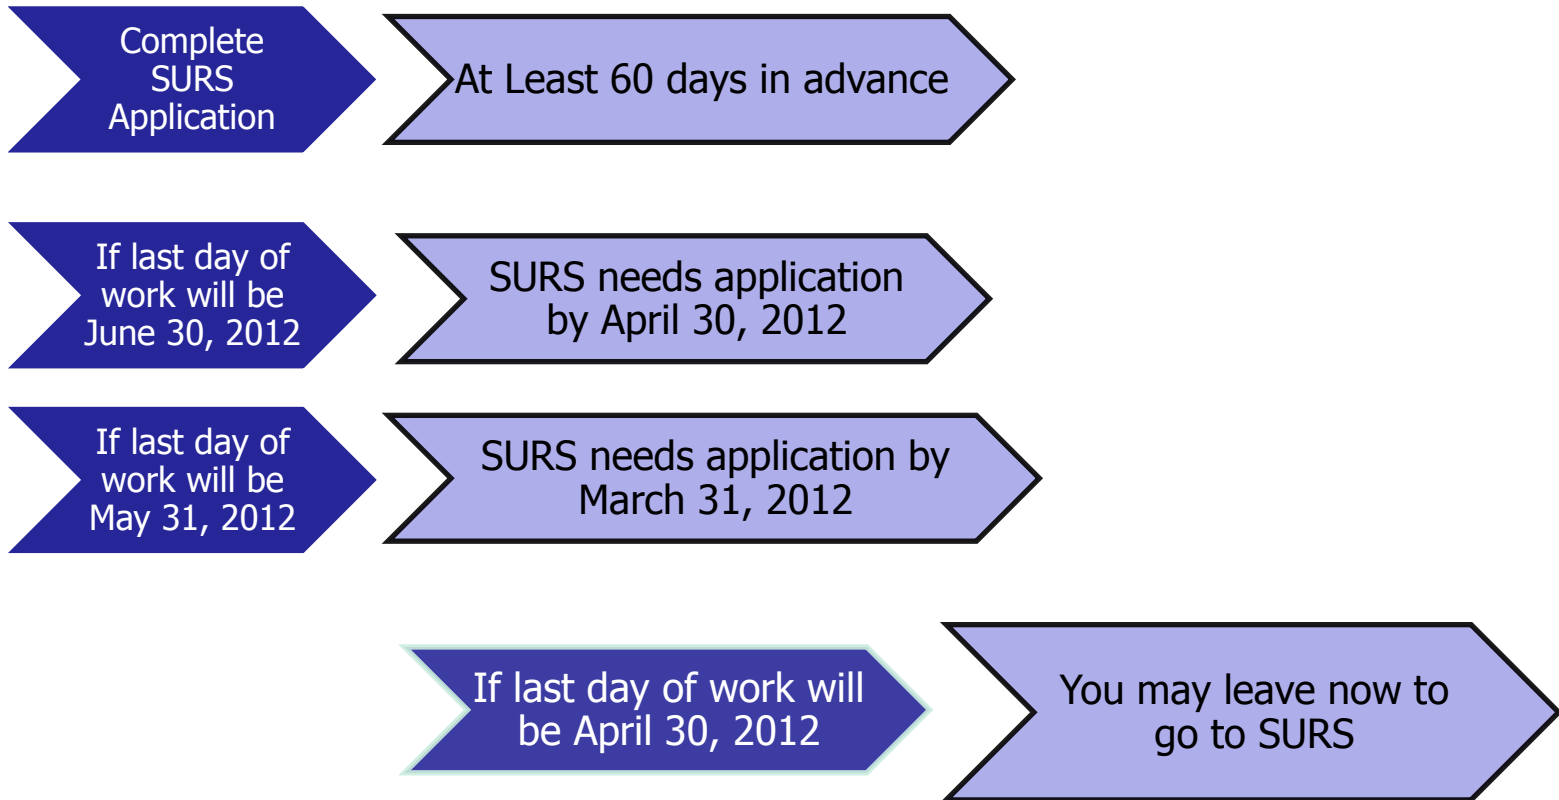 Complete
SURS
Application
At Least 60 days in advance
If last day of
work will be
June 30, 2012
SURS needs application
by April 30, 2012
If last day of
work will be
May 31, 2012
SURS needs application by
March 31, 2012
If last day of work will
be April 30, 2012
You may leave now to
go to SURS